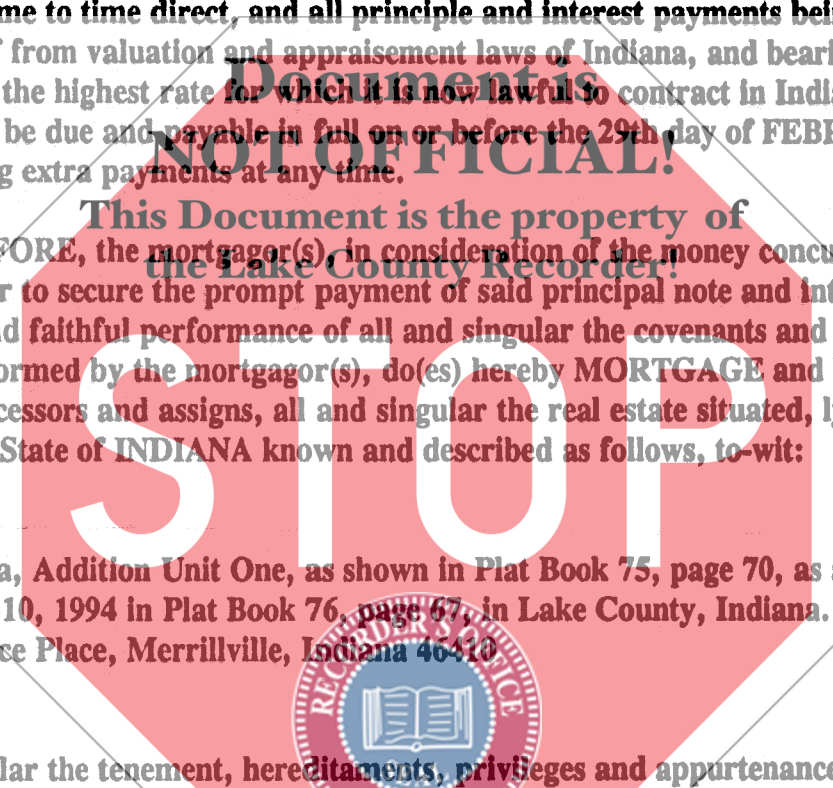 me to time direct, and all principle and interest payments bei
from valuation and appraisement laws of Indiana, and beari
Document is
the highest rate for which it is now lawful to contract in Indi
be due and payable in full on or before the 29th day of FEB
NOT OFFICIAL!
g extra payments at any time.
This Document is the property of
FORE, the mortgagor(s), in consideration of the money concu
the Lake County Recorder!
r to secure the prompt payment of said principal note and int
d faithful performance of all and singular the covenants and
ormed by the mortgagor(s), do(es) hereby MORTGAGE and
STOP
cessors and assigns, all and singular the real estate situated, l
State of INDIANA known and described as follows, to-wit:
a, Addition Unit One, as shown in Plat Book 75, page 70, as
10, 1994 in Plat Book 76, page 67, in Lake County, Indiana.
RECORDER'S OFFICE
ce Place, Merrillville, Indiana 46410
lar the tenement, hereditaments, privileges and appurtenance